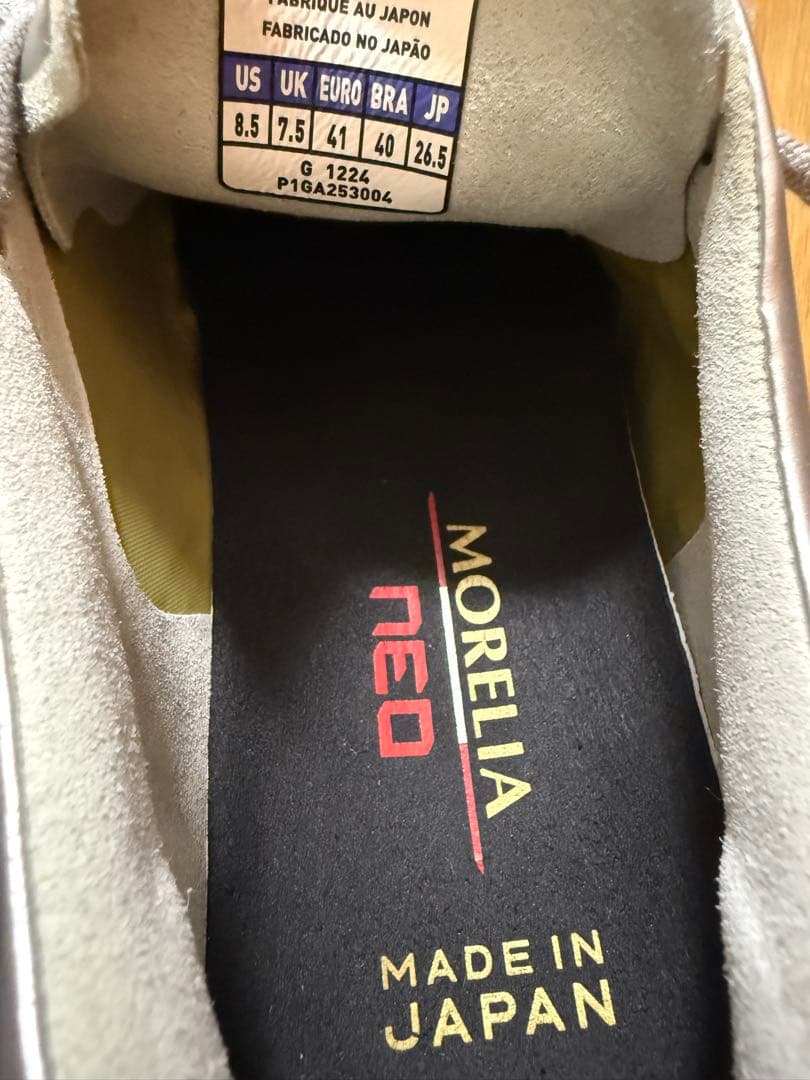 FABRIQUÉ AU JAPON
FABRICADO NO JAPÃO
US UK EURO BRA JP
8.5 7.5 41 40 26.5
G 1224
P1GA253004
MORELIA
neo
MADE IN
JAPAN